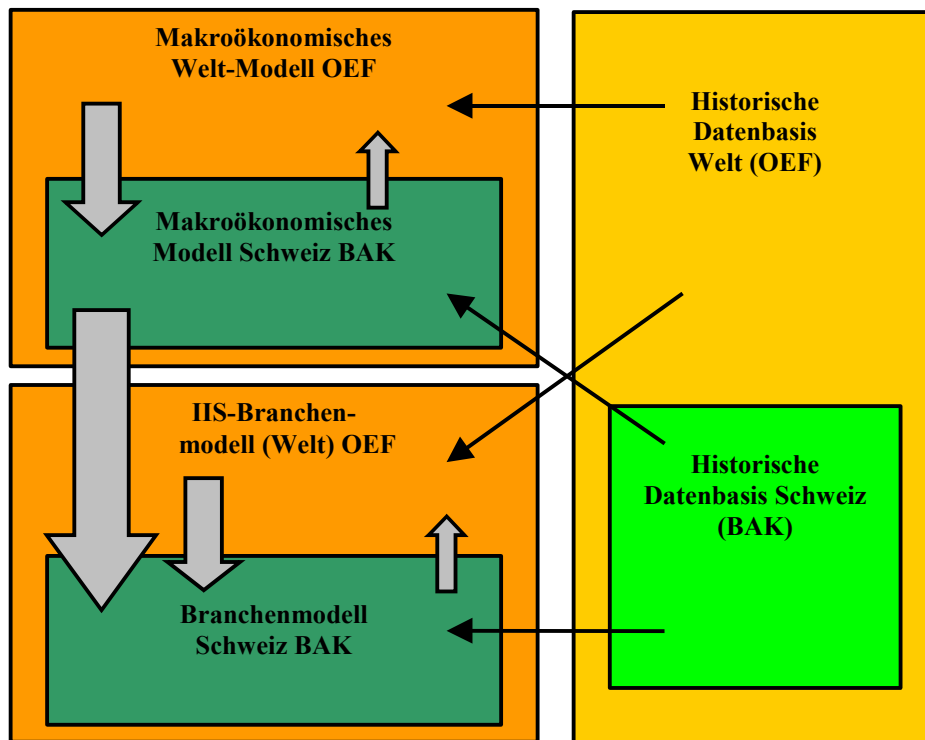 Makroökonomisches
Welt-Modell OEF
Historische
Datenbasis
Welt (OEF)
Makroökonomisches
Modell Schweiz BAK
IIS-Branchen-
modell (Welt) OEF
Historische
Datenbasis Schweiz
(BAK)
Branchenmodell
Schweiz BAK